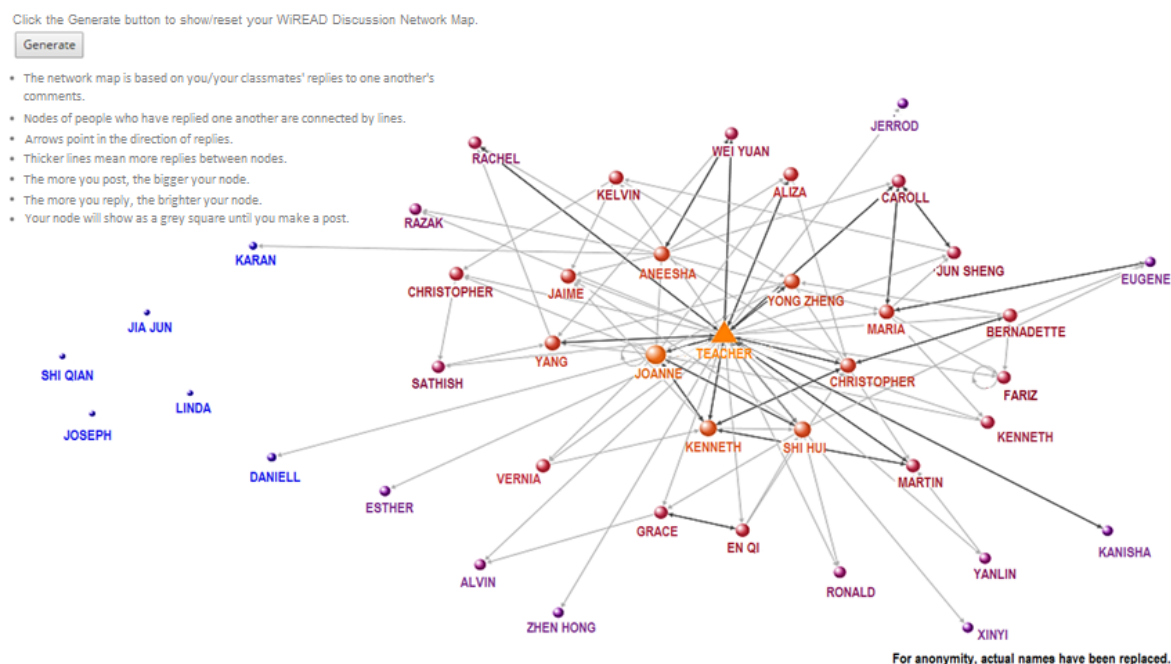 Click the Generate button to show/reset your WiREAD Discussion Network Map.
Generate
• The network map is based on you/your classmates' replies to one another's
comments.
• Nodes of people who have replied one another are connected by lines.
• Arrows point in the direction of replies.
• Thicker lines mean more replies between nodes.
• The more you post, the bigger your node.
• The more you reply, the brighter your node.
• Your node will show as a grey square until you make a post.
JERROD
WEI YUAN
RACHEL
KELVIN
ALIZA
CAROLL
RAZAK
KARAN
ANEESHA
JUN SHENG
EUGENE
CHRISTOPHER
JAIME
YONG ZHENG
JIA JUN
MARIA
BERNADETTE
TEACHER
YANG
JOANNE
SHI QIAN
SATHISH
CHRISTOPHER
FARIZ
LINDA
JOSEPH
KENNETH
KENNETH
SHI HUI
DANIELL
VERNIA
MARTIN
ESTHER
GRACE
EN QI
KANISHA
ALVIN
RONALD
YANLIN
ZHEN HONG
XINYI
For anonymity, actual names have been replaced.